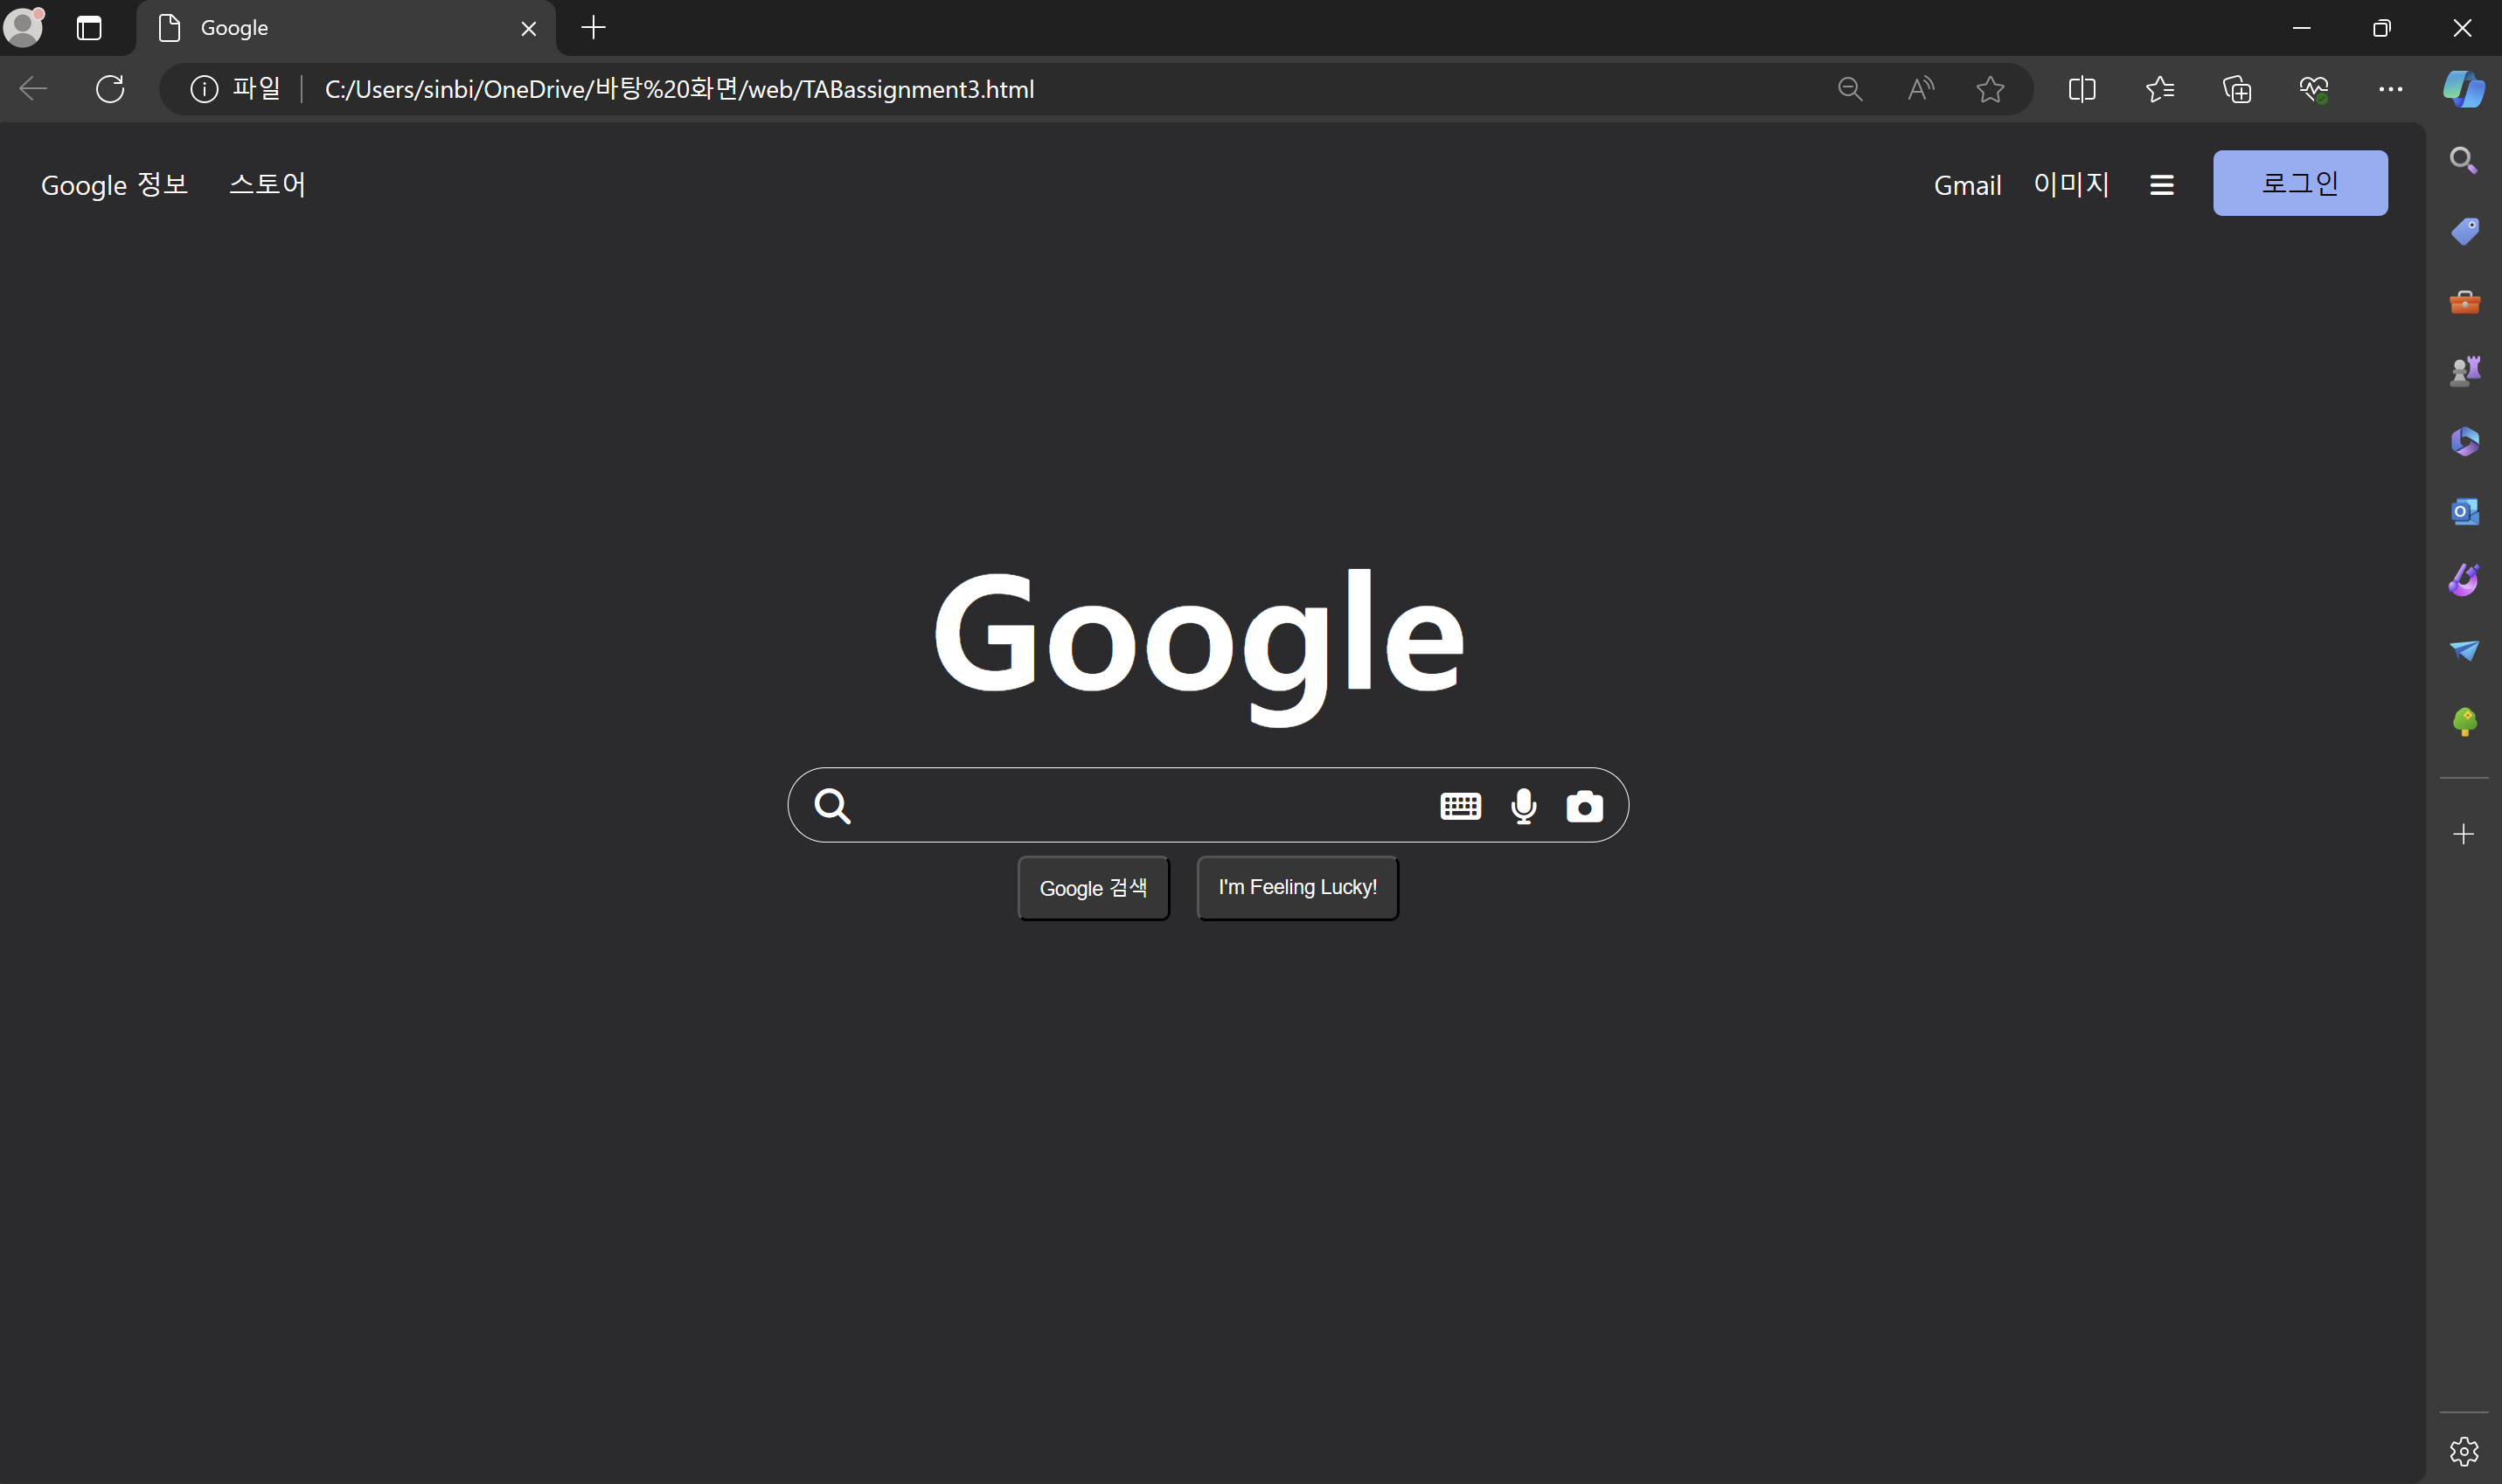 Google
파일 C:/Users/sinbi/OneDrive/바탕%20화면/web/TABassignment3.html
Google 정보 스토어 Gmail 이미지 로그인
Google
Google 검색 I'm Feeling Lucky!